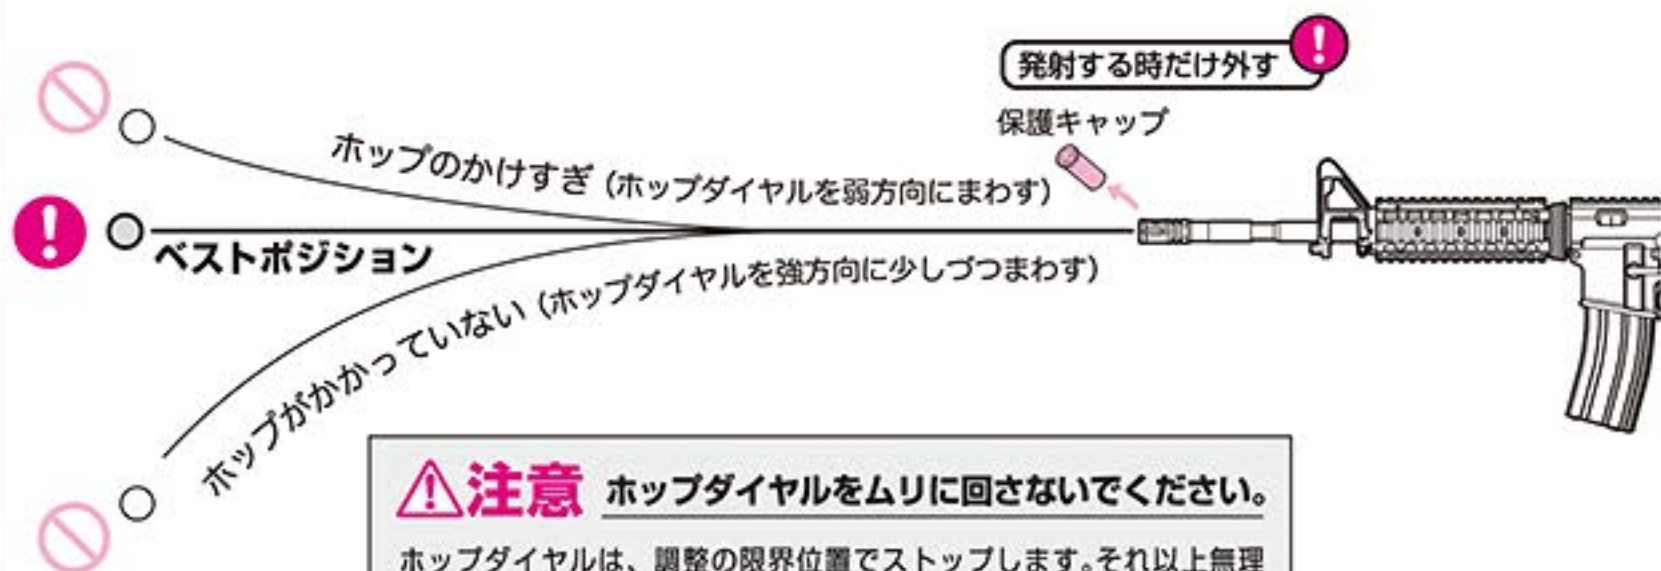 発射する時だけ外す
保護キャップ
ホップのかけすぎ（ホップダイヤルを弱方向にまわす）
ベストポジション
ホップがかかっていない（ホップダイヤルを強方向に少しづつまわす）
注意 ホップダイヤルをムリに回さないでください。
ホップダイヤルは、調整の限界位置でストップします。それ以上無理